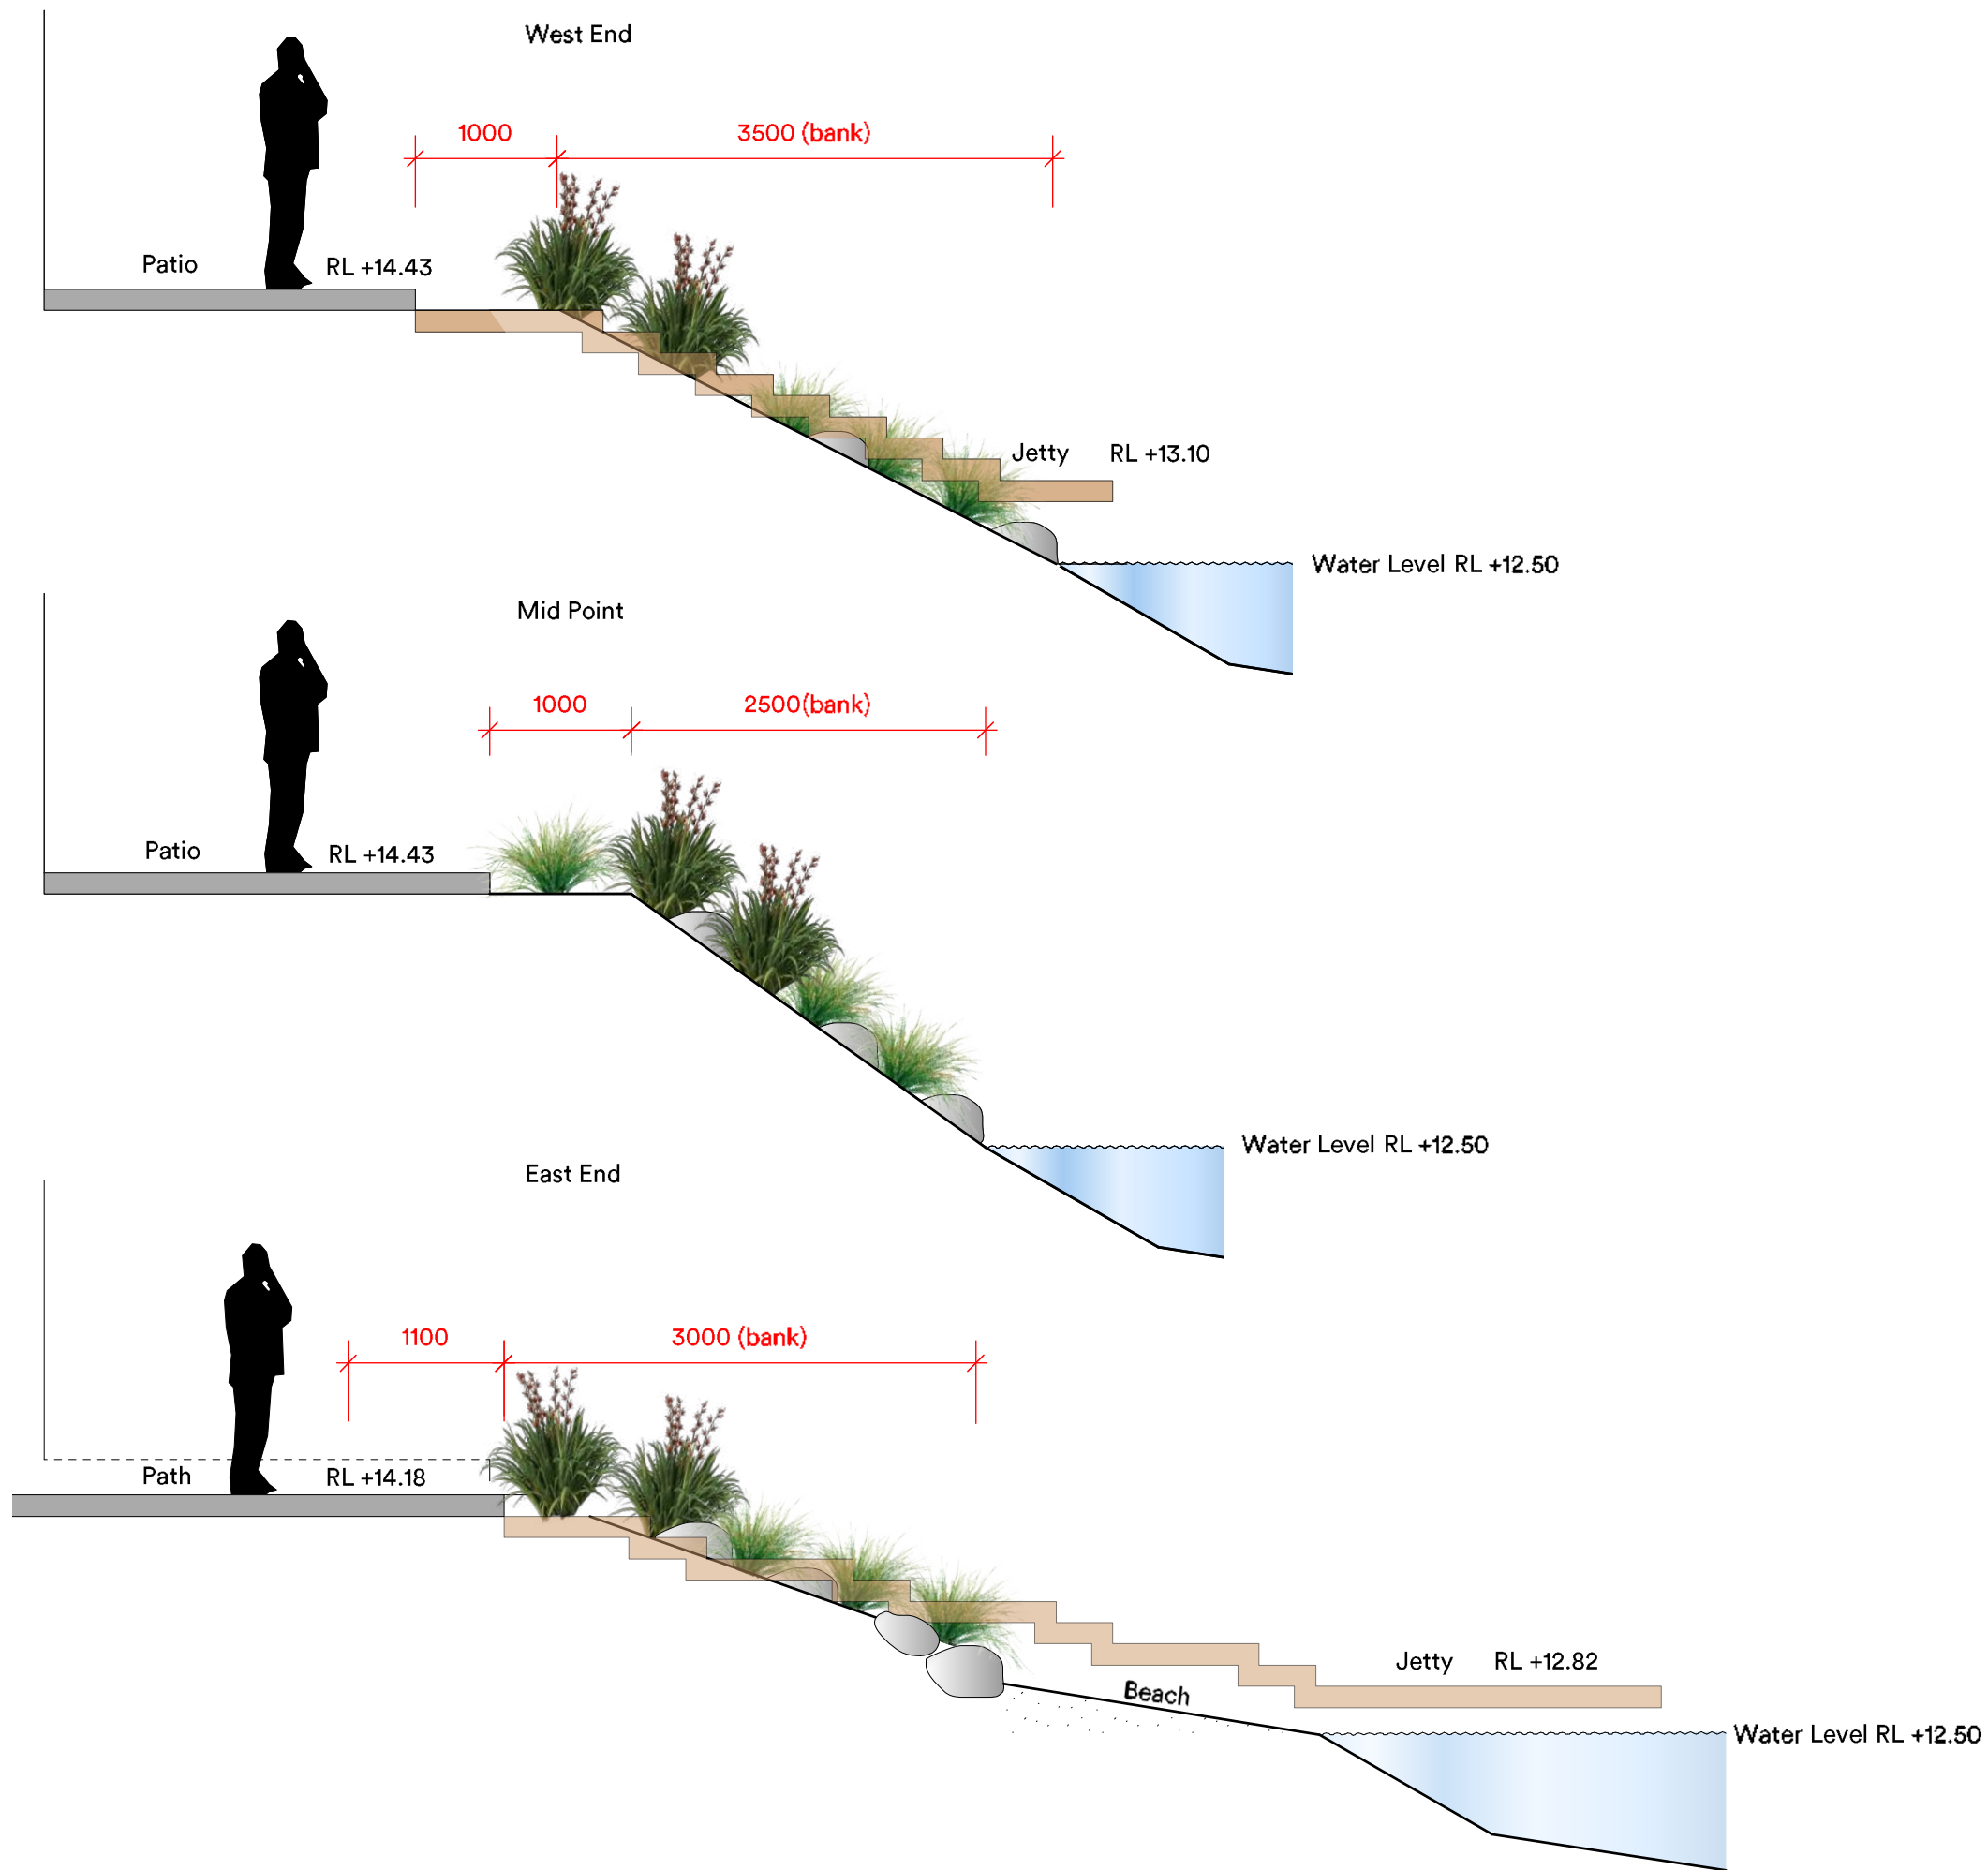 West End
1000 3500 (bank)
Patio RL +14.43
Jetty RL +13.10
Water Level RL +12.50
Mid Point
1000 2500(bank)
Patio RL +14.43
Water Level RL +12.50
East End
1100 3000 (bank)
Path RL +14.18
Jetty RL +12.82
Beach
Water Level RL +12.50